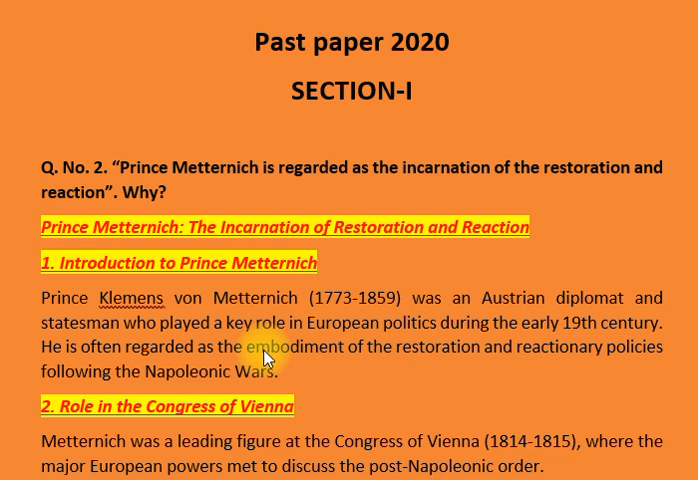 Past paper 2020
SECTION-I
Q. No. 2. “Prince Metternich is regarded as the incarnation of the restoration and
reaction”. Why?
Prince Metternich: The Incarnation of Restoration and Reaction
1. Introduction to Prince Metternich
Prince Klemens von Metternich (1773-1859) was an Austrian diplomat and
statesman who played a key role in European politics during the early 19th century.
He is often regarded as the embodiment of the restoration and reactionary policies
following the Napoleonic Wars.
2. Role in the Congress of Vienna
Metternich was a leading figure at the Congress of Vienna (1814-1815), where the
major European powers met to discuss the post-Napoleonic order.